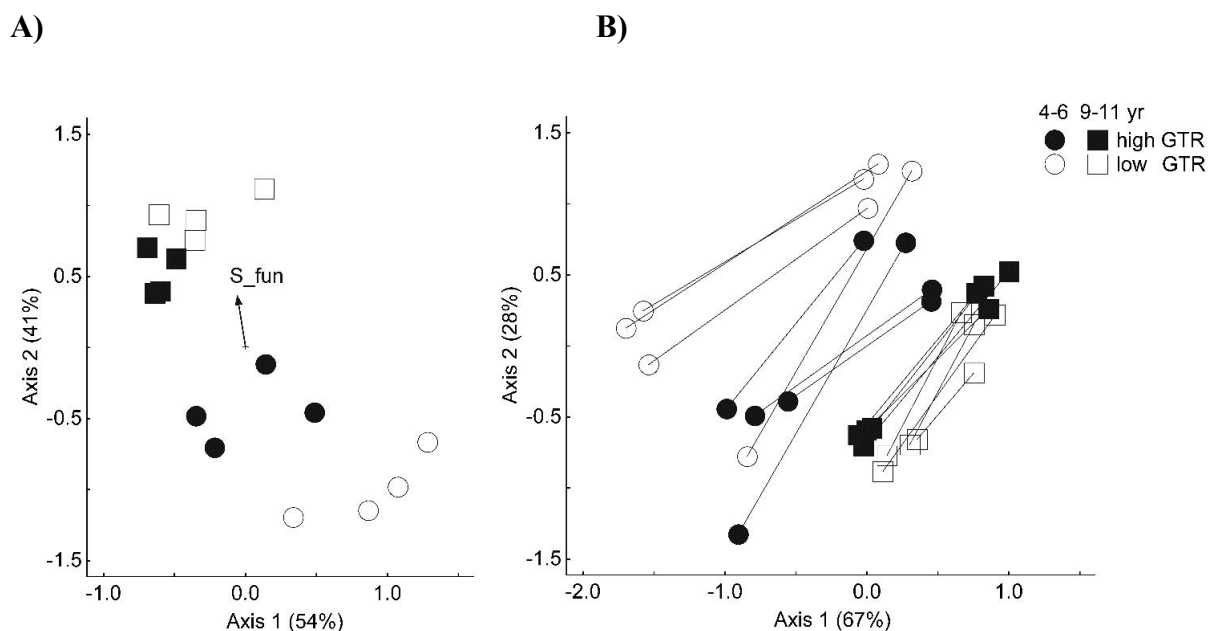 A)
B)
4-6 9-11 yr
high GTR
low GTR
1.5
0.5
-0.5
-1.5
Axis 2 (41%)
S_fun
-1.0
0.0
1.0
Axis 1 (54%)
1.5
0.5
-0.5
-1.5
Axis 2 (28%)
-2.0
-1.0
0.0
1.0
Axis 1 (67%)